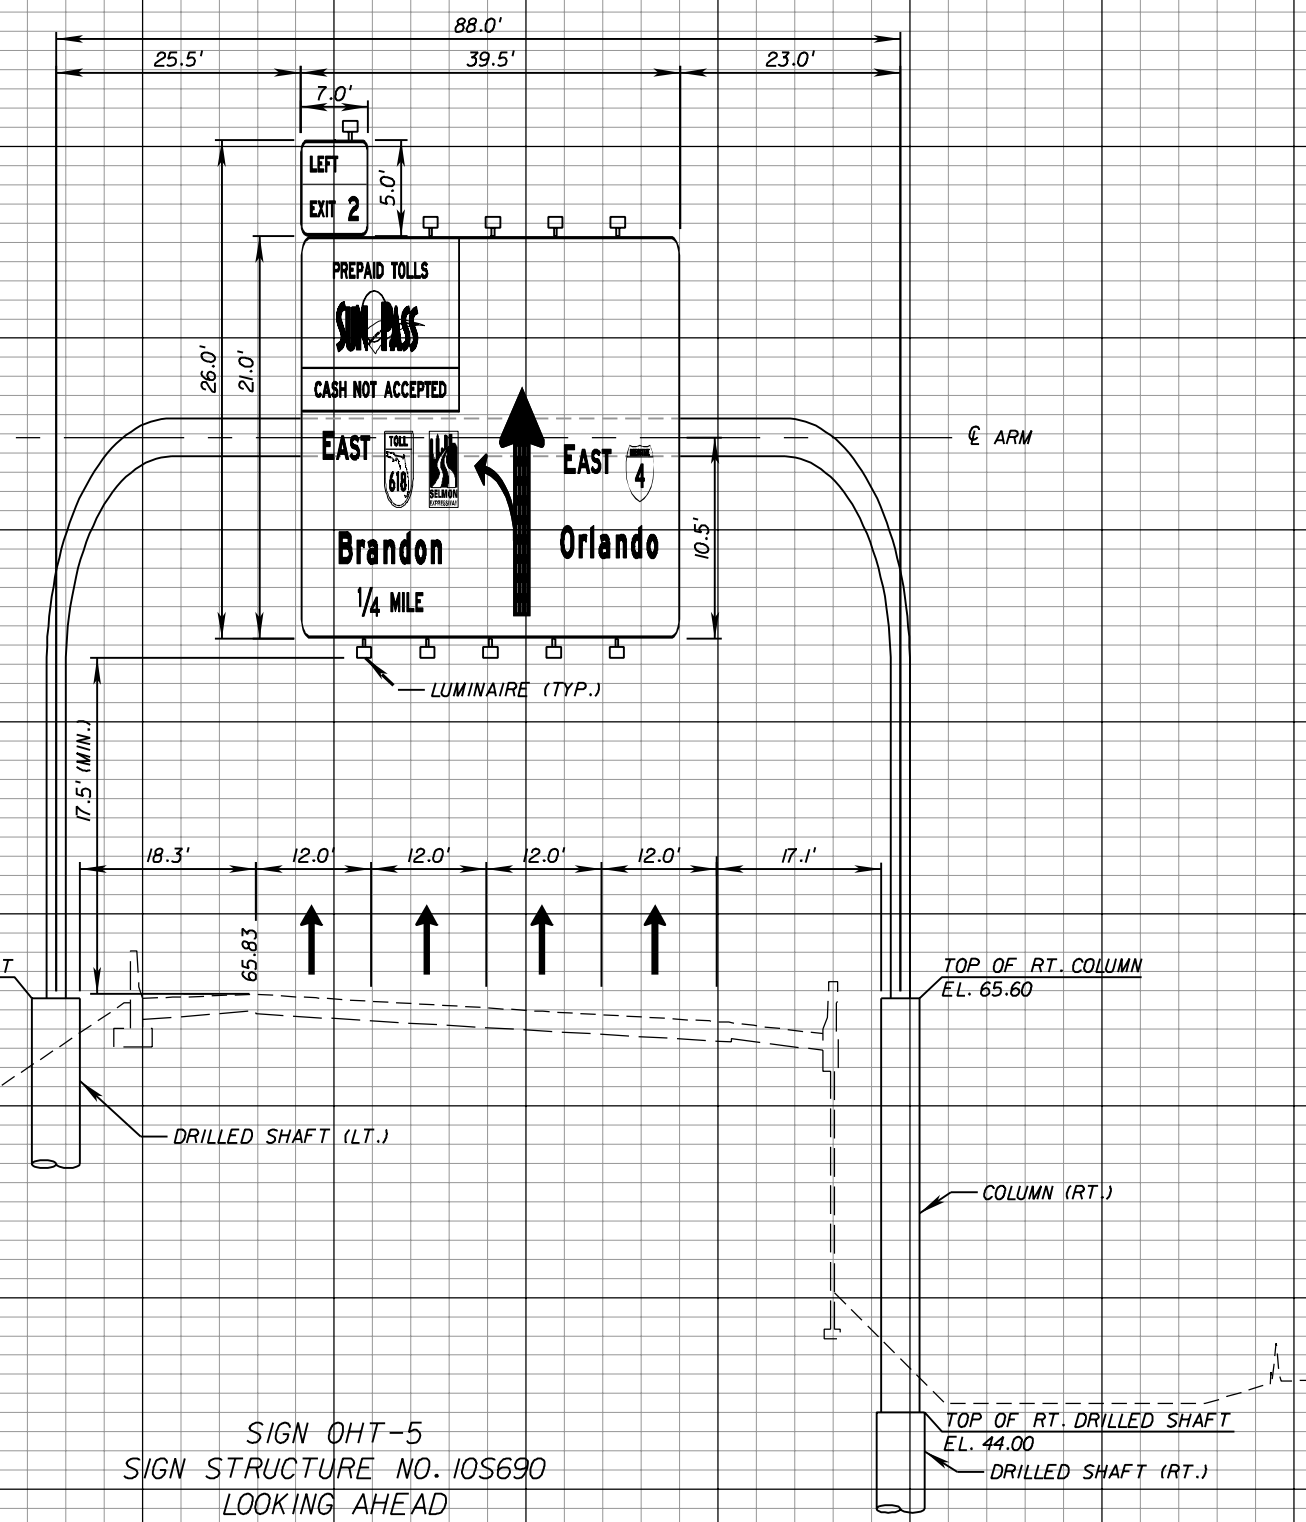 88.0'
25.5'
39.5'
23.0'
7.0'
LEFT
EXIT 2
5.0'
26.0'
21.0'
PREPAID TOLLS
SUNPASS
CASH NOT ACCEPTED
EAST
TOLL
618
SELMON
EXPRESSWAY
EAST
4
℄ ARM
Brandon
Orlando
10.5'
1/4 MILE
LUMINAIRE (TYP.)
17.5' (MIN.)
18.3'
12.0'
12.0'
12.0'
12.0'
17.1'
65.83
T
TOP OF RT. COLUMN
EL. 65.60
DRILLED SHAFT (LT.)
COLUMN (RT.)
TOP OF RT. DRILLED SHAFT
EL. 44.00
DRILLED SHAFT (RT.)
SIGN OHT-5
SIGN STRUCTURE NO. 10S690
LOOKING AHEAD